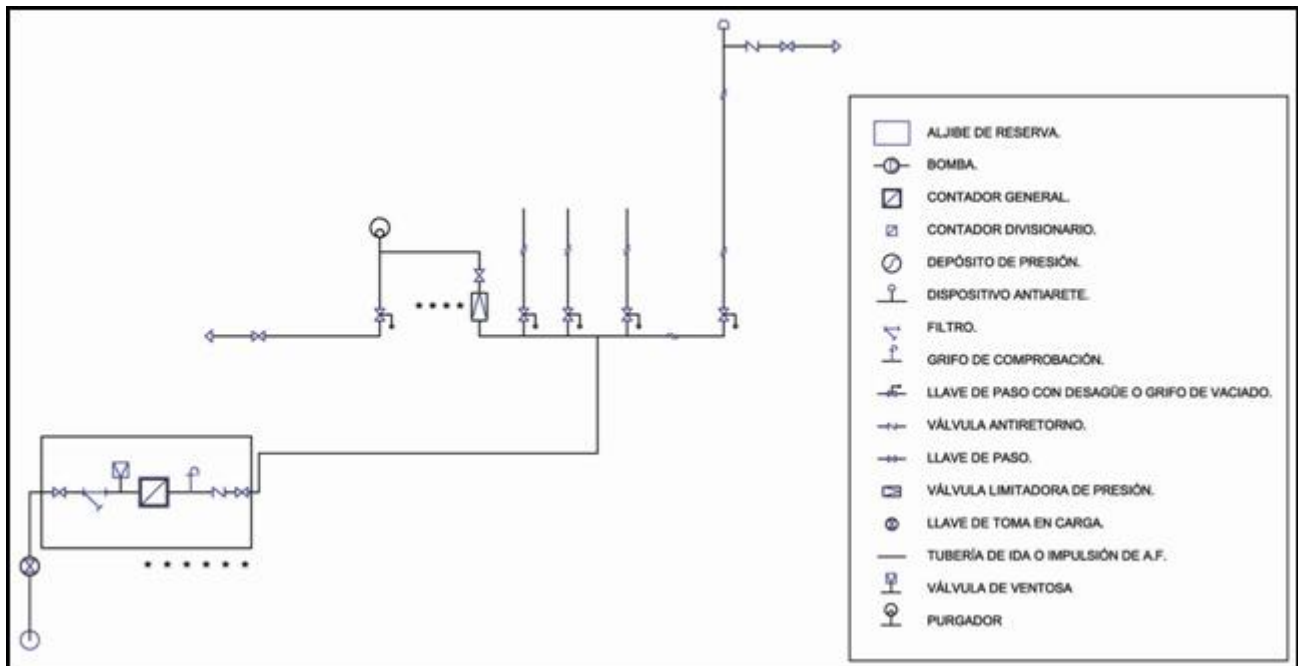 ALJIBE DE RESERVA.
BOMBA.
CONTADOR GENERAL.
CONTADOR DIVISIONARIO.
DEPÓSITO DE PRESIÓN.
DISPOSITIVO ANTIARETE.
FILTRO.
GRIFO DE COMPROBACIÓN.
LLAVE DE PASO CON DESAGÜE O GRIFO DE VACIADO.
VÁLVULA ANTIRETORNO.
LLAVE DE PASO.
VÁLVULA LIMITADORA DE PRESIÓN.
LLAVE DE TOMA EN CARGA.
TUBERÍA DE IDA O IMPULSIÓN DE A.F.
VÁLVULA DE VENTOSA
PURGADOR